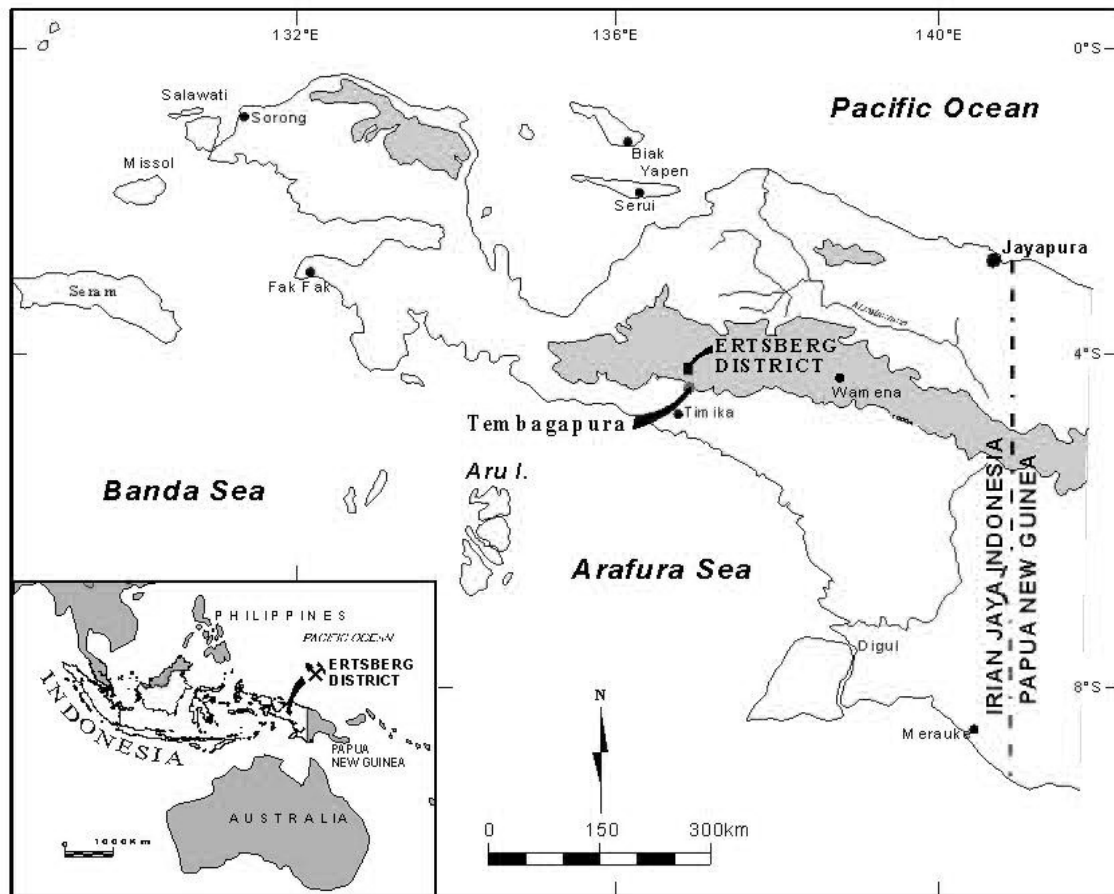 132°E
136°E
140°E
0°S
Pacific Ocean
Salawati
Sorong
Missol
Biak
Yapen
Serui
Jayapura
Fak Fak
Seram
4°S
ERTSBERG
DISTRICT
Wamena
Tembagapura
Timika
Aru I.
Banda Sea
Arafura Sea
IRIAN JAYA, INDONESIA
PAPUA NEW GUINEA
Digul
8°S
Merauke
N
0
150
300km
PHILIPPINES
PACIFIC OCEAN
ERTSBERG
DISTRICT
INDONESIA
PAPUA
NEW GUINEA
AUSTRALIA
0
1000Km